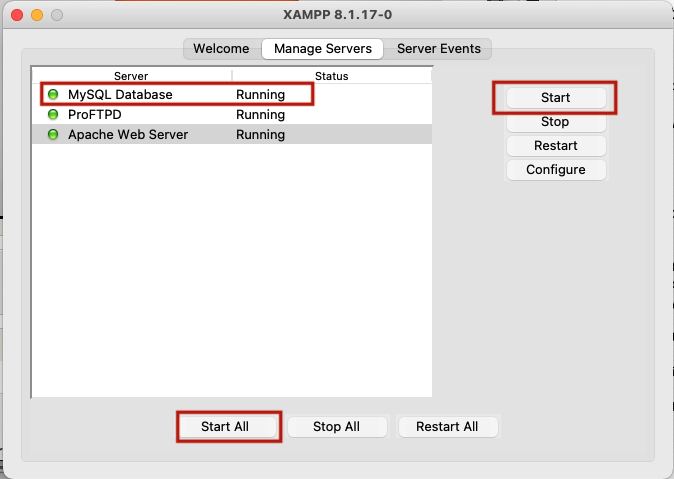 XAMPP 8.1.17-0
Welcome Manage Servers Server Events
Server Status
MySQL Database Running
ProFTPD Running
Apache Web Server Running
Start
Stop
Restart
Configure
Start All Stop All Restart All